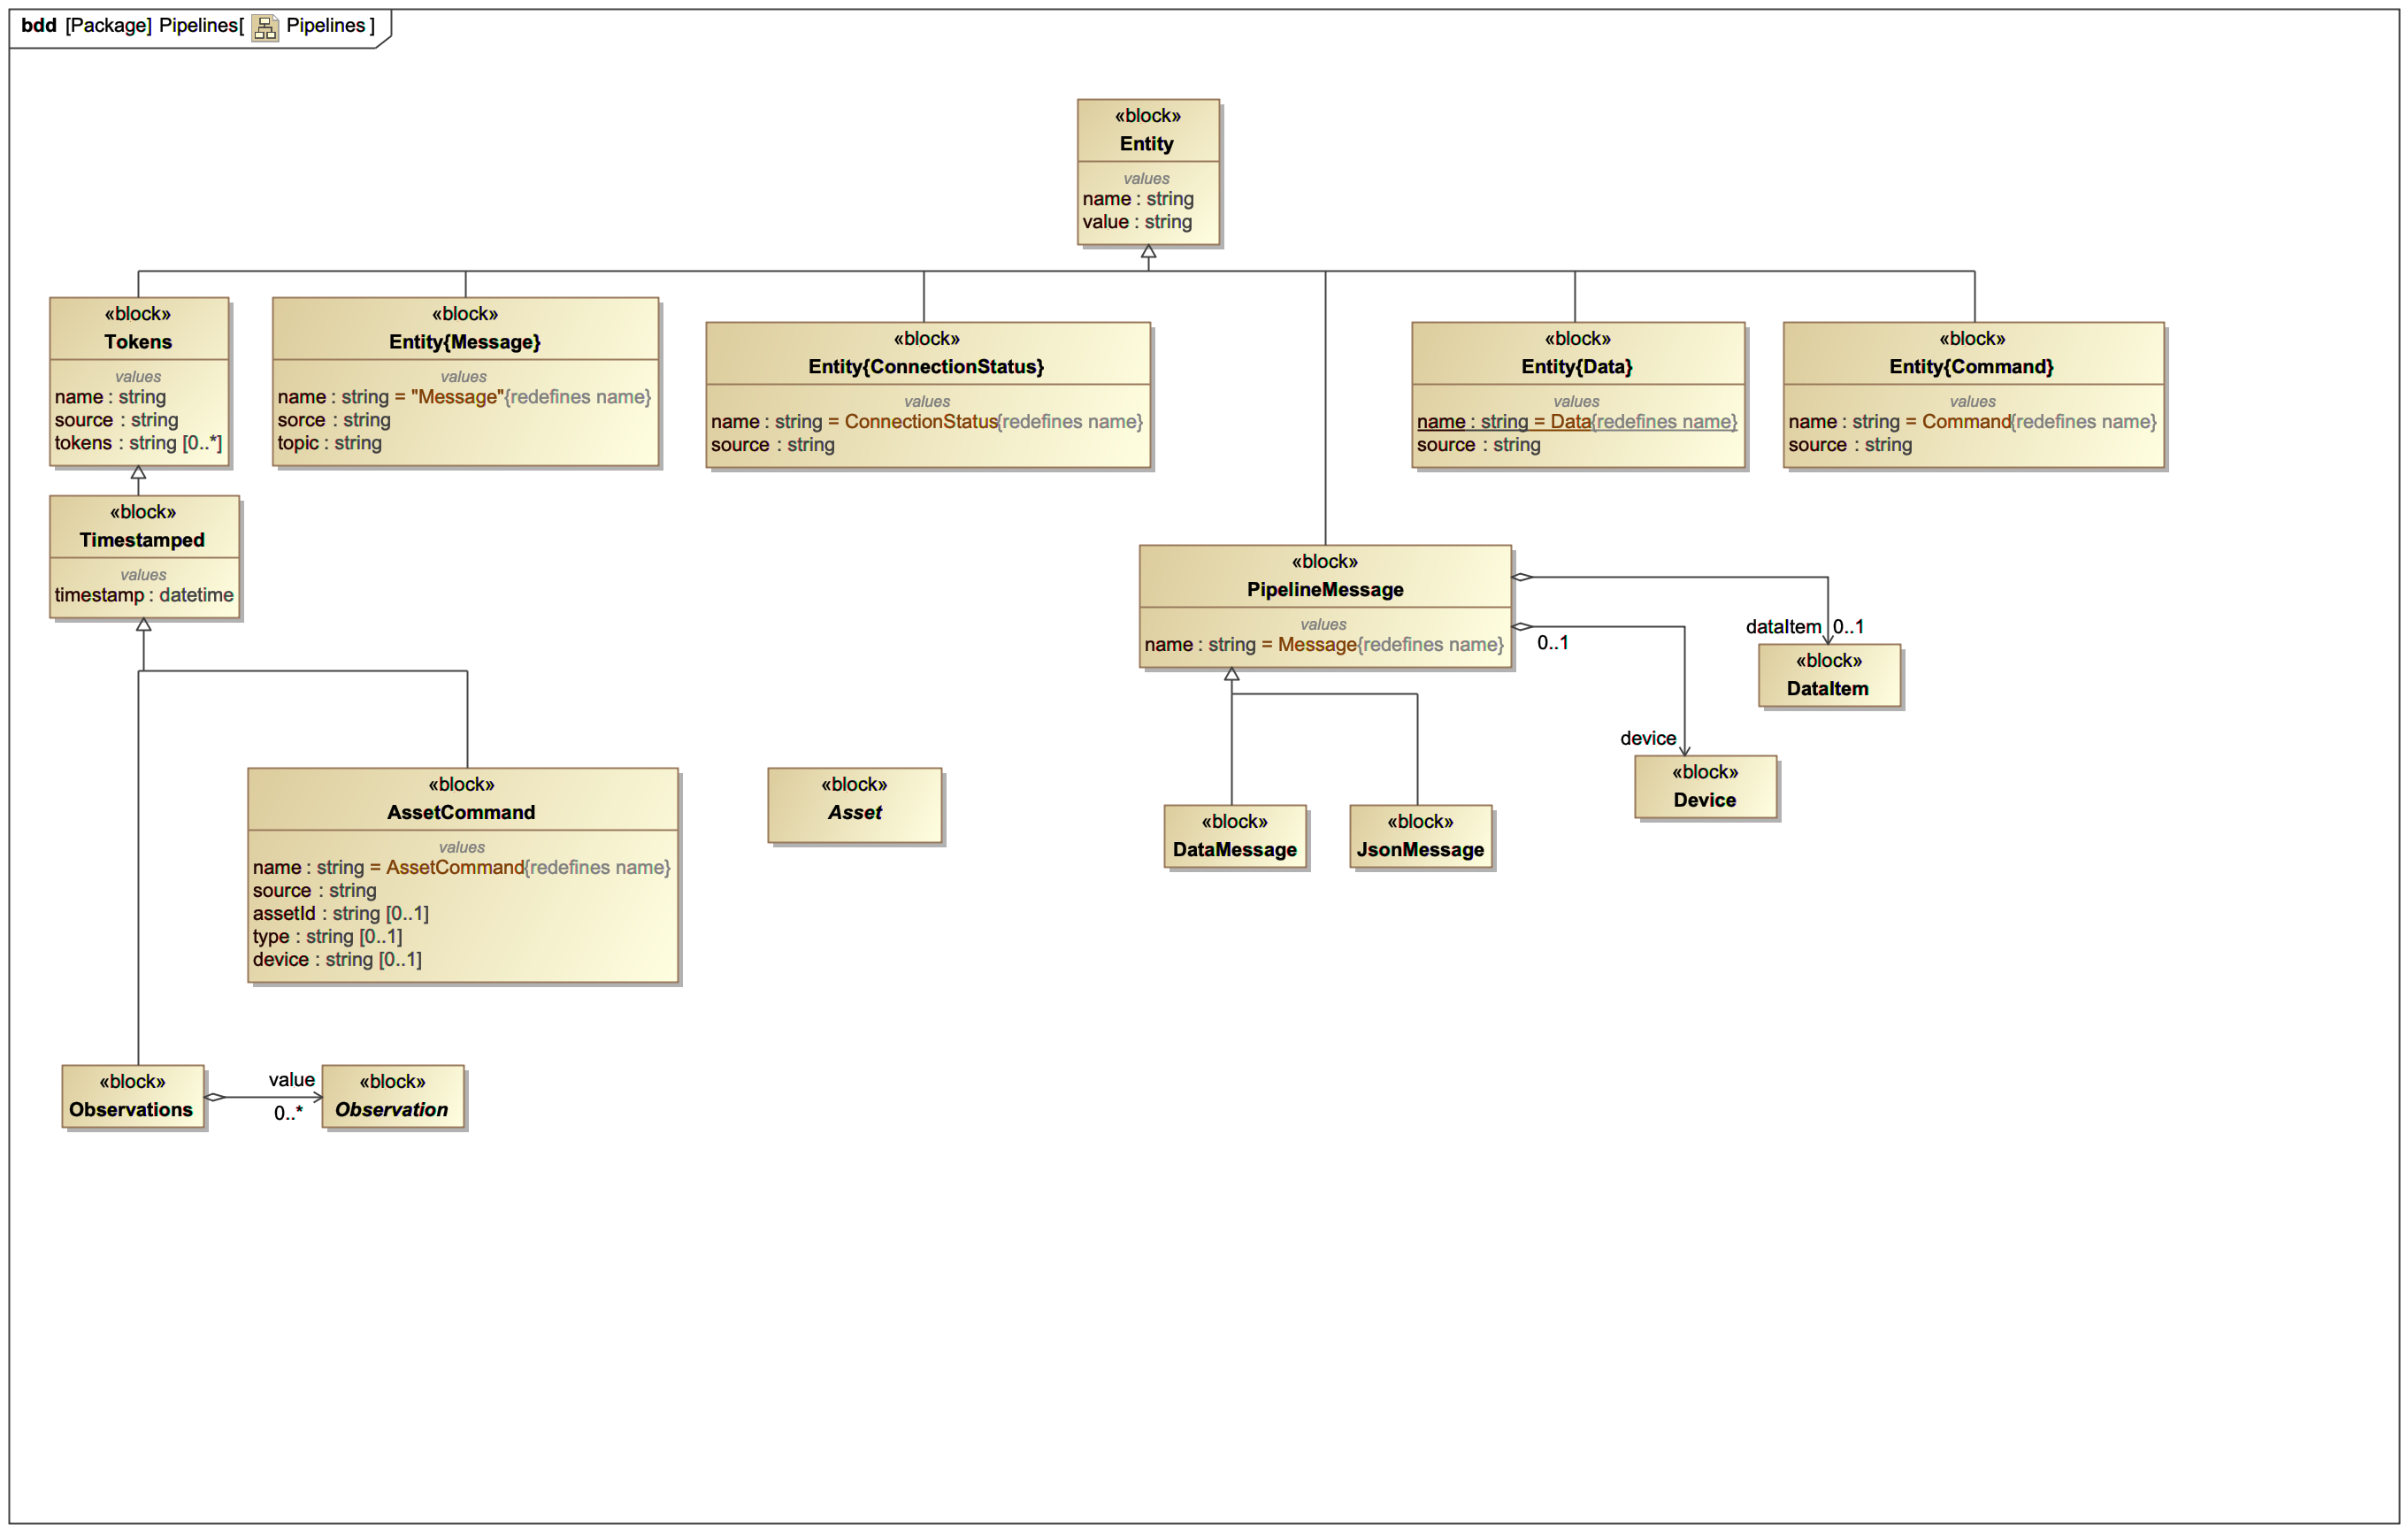 bdd [Package] Pipelines[ Pipelines ]
«block»
Entity
values
name : string
value : string
«block»
Tokens
values
name : string
source : string
tokens : string [0..*]
«block»
Entity{Message}
values
name : string = "Message"{redefines name}
sorce : string
topic : string
«block»
Entity{ConnectionStatus}
values
name : string = ConnectionStatus{redefines name}
source : string
«block»
Entity{Data}
values
name : string = Data{redefines name}
source : string
«block»
Entity{Command}
values
name : string = Command{redefines name}
source : string
«block»
Timestamped
values
timestamp : datetime
«block»
PipelineMessage
values
name : string = Message{redefines name}
dataItem 0..1
0..1
«block»
DataItem
device
«block»
Device
«block»
AssetCommand
values
name : string = AssetCommand{redefines name}
source : string
assetId : string [0..1]
type : string [0..1]
device : string [0..1]
«block»
Asset
«block»
DataMessage
«block»
JsonMessage
«block»
Observations
value
0..*
«block»
Observation